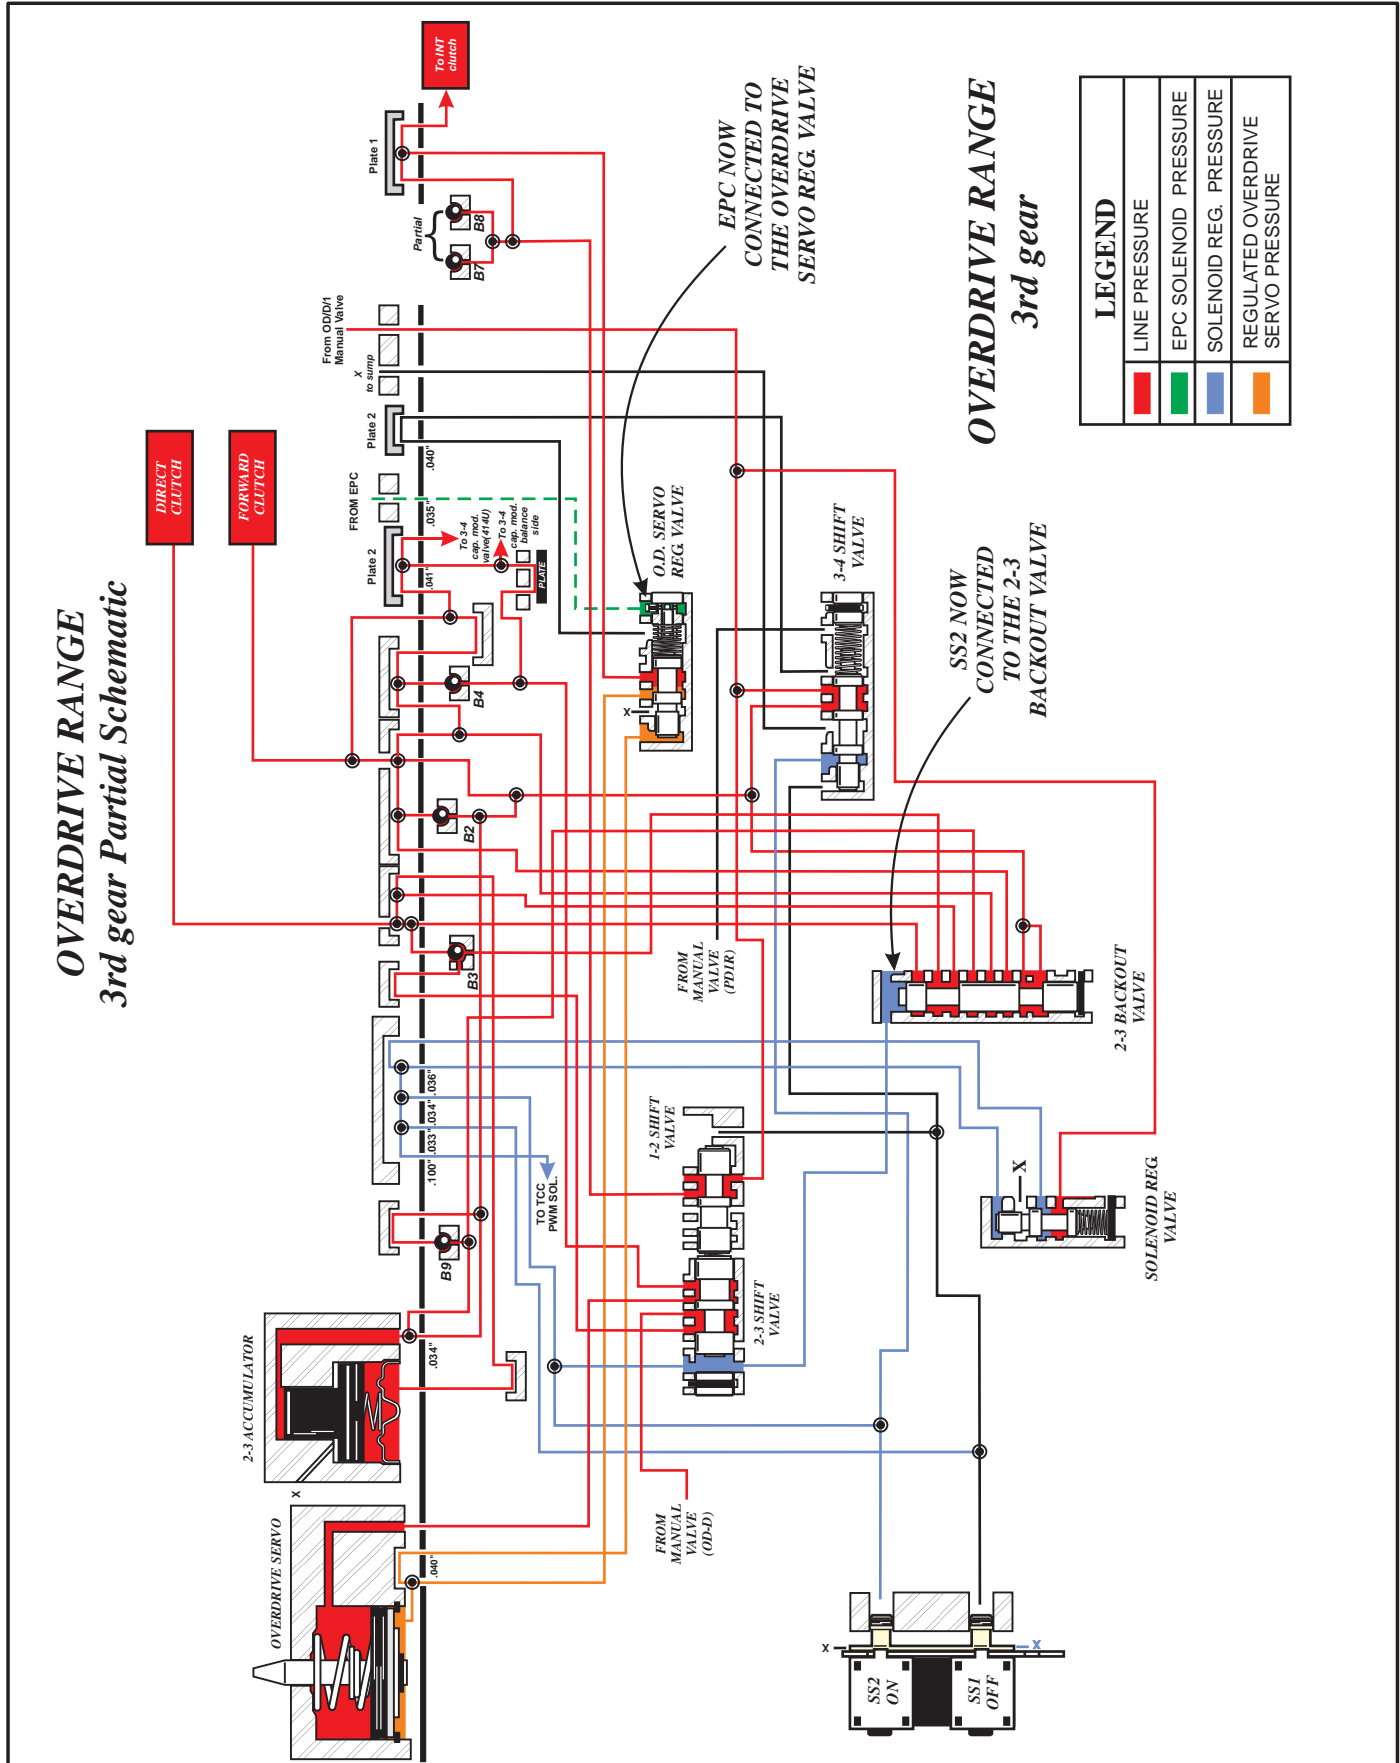 OVERDRIVE RANGE
3rd gear Partial Schematic
DIRECT
CLUTCH
FORWARD
CLUTCH
To INT
clutch
Plate 1
Partial
B8
B7
From OD/D/1
Manual Valve
X
to sump
Plate 2
.040"
FROM EPC
.035"
Plate 2
.041"
To 3-4
cap. mod.
valve(414U)
To 3-4
cap. mod.
balance
side
PLATE
B4
B2
B3
.036"
.034"
.033"
.100"
TO TCC
PWM SOL.
B9
2-3 ACCUMULATOR
.034"
X
OVERDRIVE SERVO
.040"
EPC NOW
CONNECTED TO
THE OVERDRIVE
SERVO REG. VALVE
O.D. SERVO
REG. VALVE
X
3-4 SHIFT
VALVE
SS2 NOW
CONNECTED
TO THE 2-3
BACKOUT VALVE
FROM
MANUAL
VALVE
(PDIR)
2-3 BACKOUT
VALVE
1-2 SHIFT
VALVE
2-3 SHIFT
VALVE
X
SOLENOID REG.
VALVE
FROM
MANUAL
VALVE
(OD-D)
X
X
SS2
ON
SS1
OFF
OVERDRIVE RANGE
3rd gear
LEGEND
LINE PRESSURE
EPC SOLENOID PRESSURE
SOLENOID REG. PRESSURE
REGULATED OVERDRIVE
SERVO PRESSURE